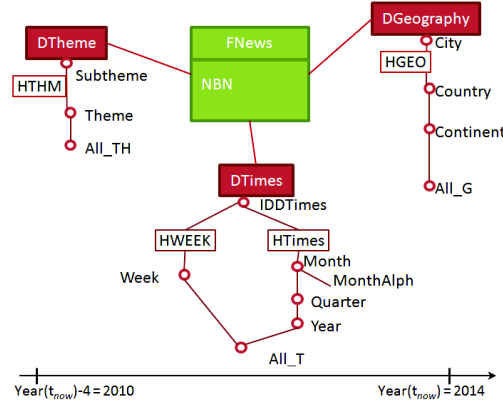 DTheme
FNews
DGeography
Subtheme
City
HTHM
NBN
HGEO
Theme
Country
All_TH
Continent
All_G
DTimes
IDDTimes
HWEEK
HTimes
Week
Month
MonthAlph
Quarter
Year
All_T
Year(tnow)-4 = 2010
Year(tnow) = 2014